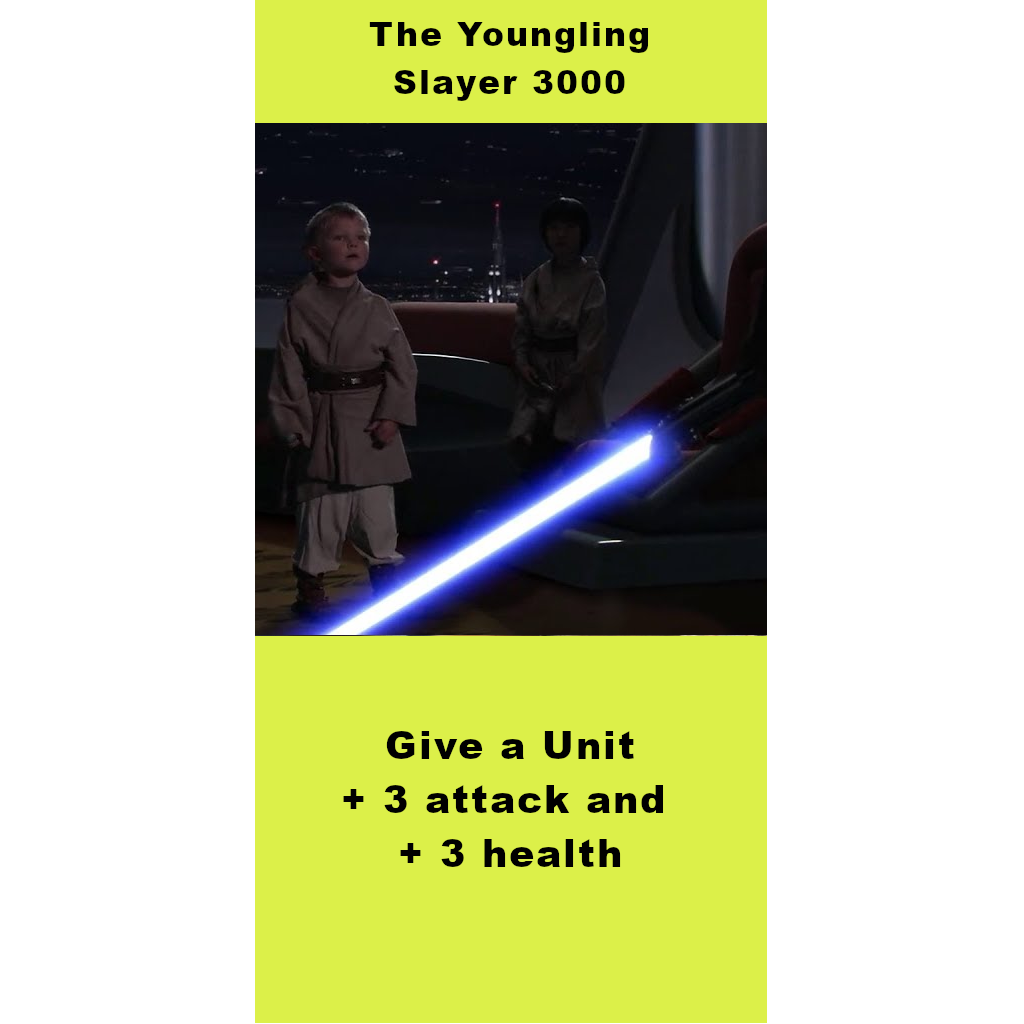 The Youngling
Slayer 3000
Give a Unit
+ 3 attack and
+ 3 health